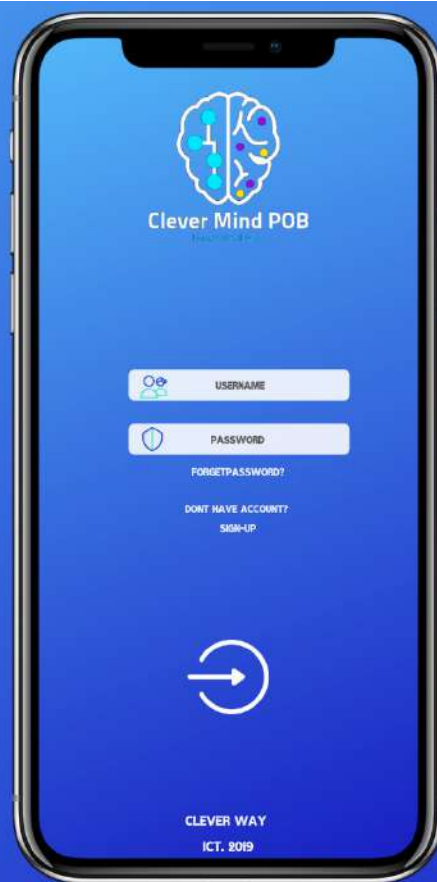 Clever Mind POB
USERNAME
PASSWORD
FORGETPASSWORD?
DONT HAVE ACCOUNT?
SIGN-UP
CLEVER WAY
ICT. 2019